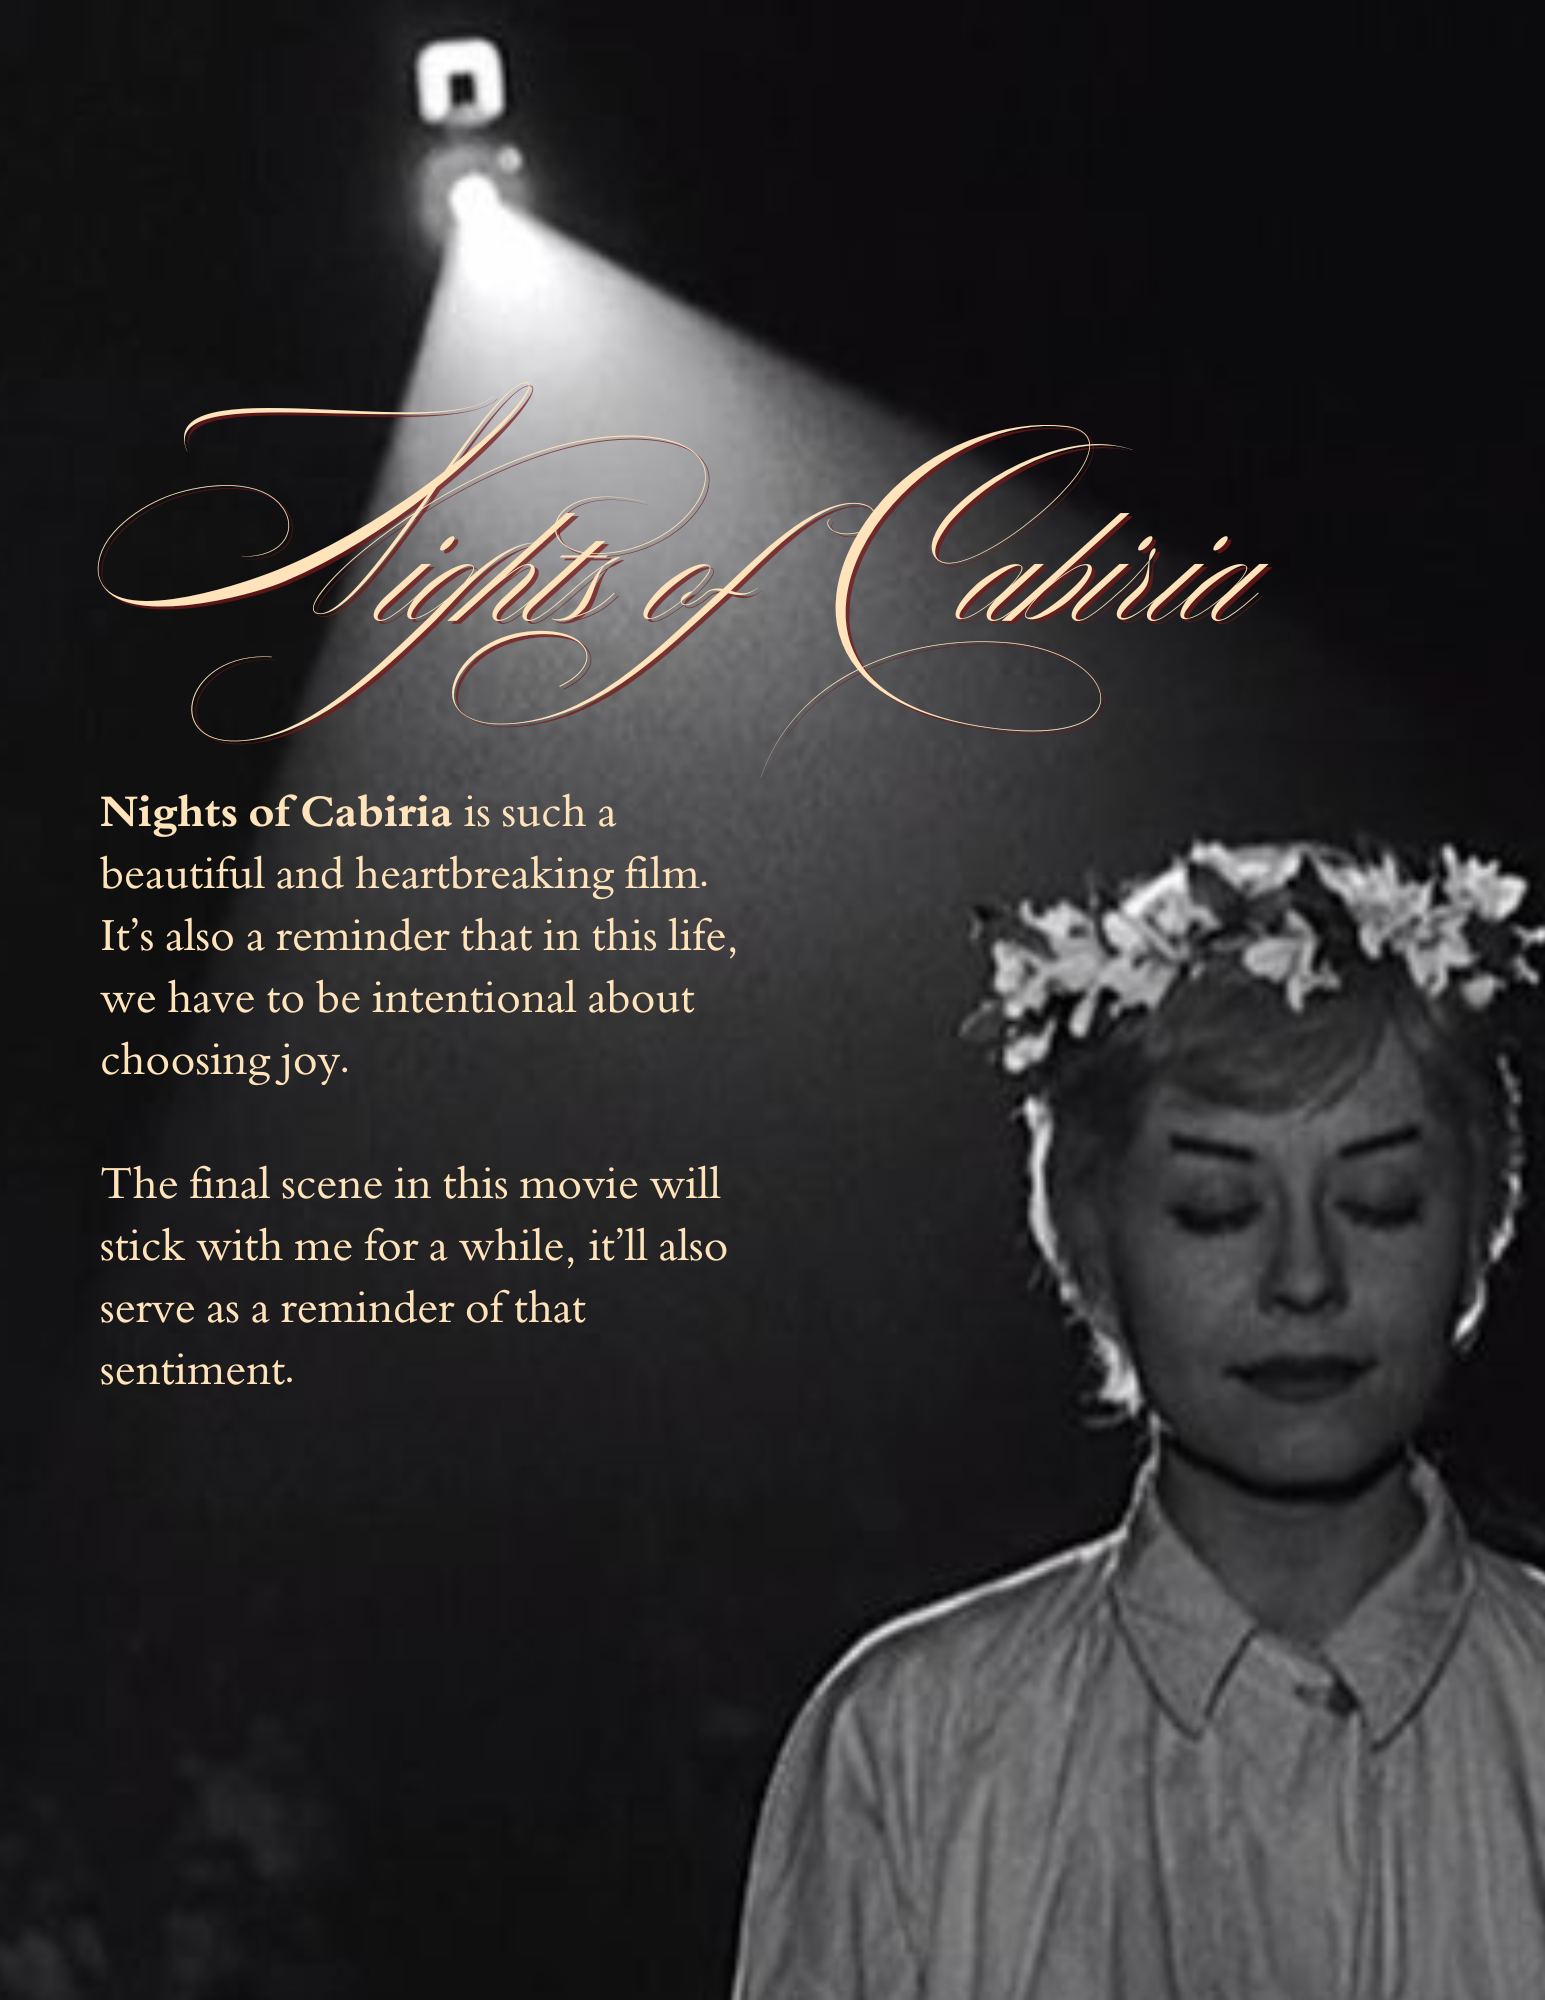 Nights of Cabiria
Nights of Cabiria is such a
beautiful and heartbreaking film.
It’s also a reminder that in this life,
we have to be intentional about
choosing joy.
The final scene in this movie will
stick with me for a while, it’ll also
serve as a reminder of that
sentiment.